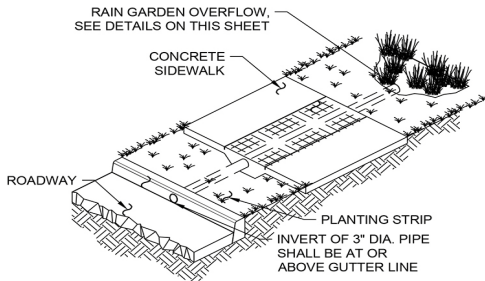 RAIN GARDEN OVERFLOW,
SEE DETAILS ON THIS SHEET
CONCRETE
SIDEWALK
ROADWAY
PLANTING STRIP
INVERT OF 3" DIA. PIPE
SHALL BE AT OR
ABOVE GUTTER LINE